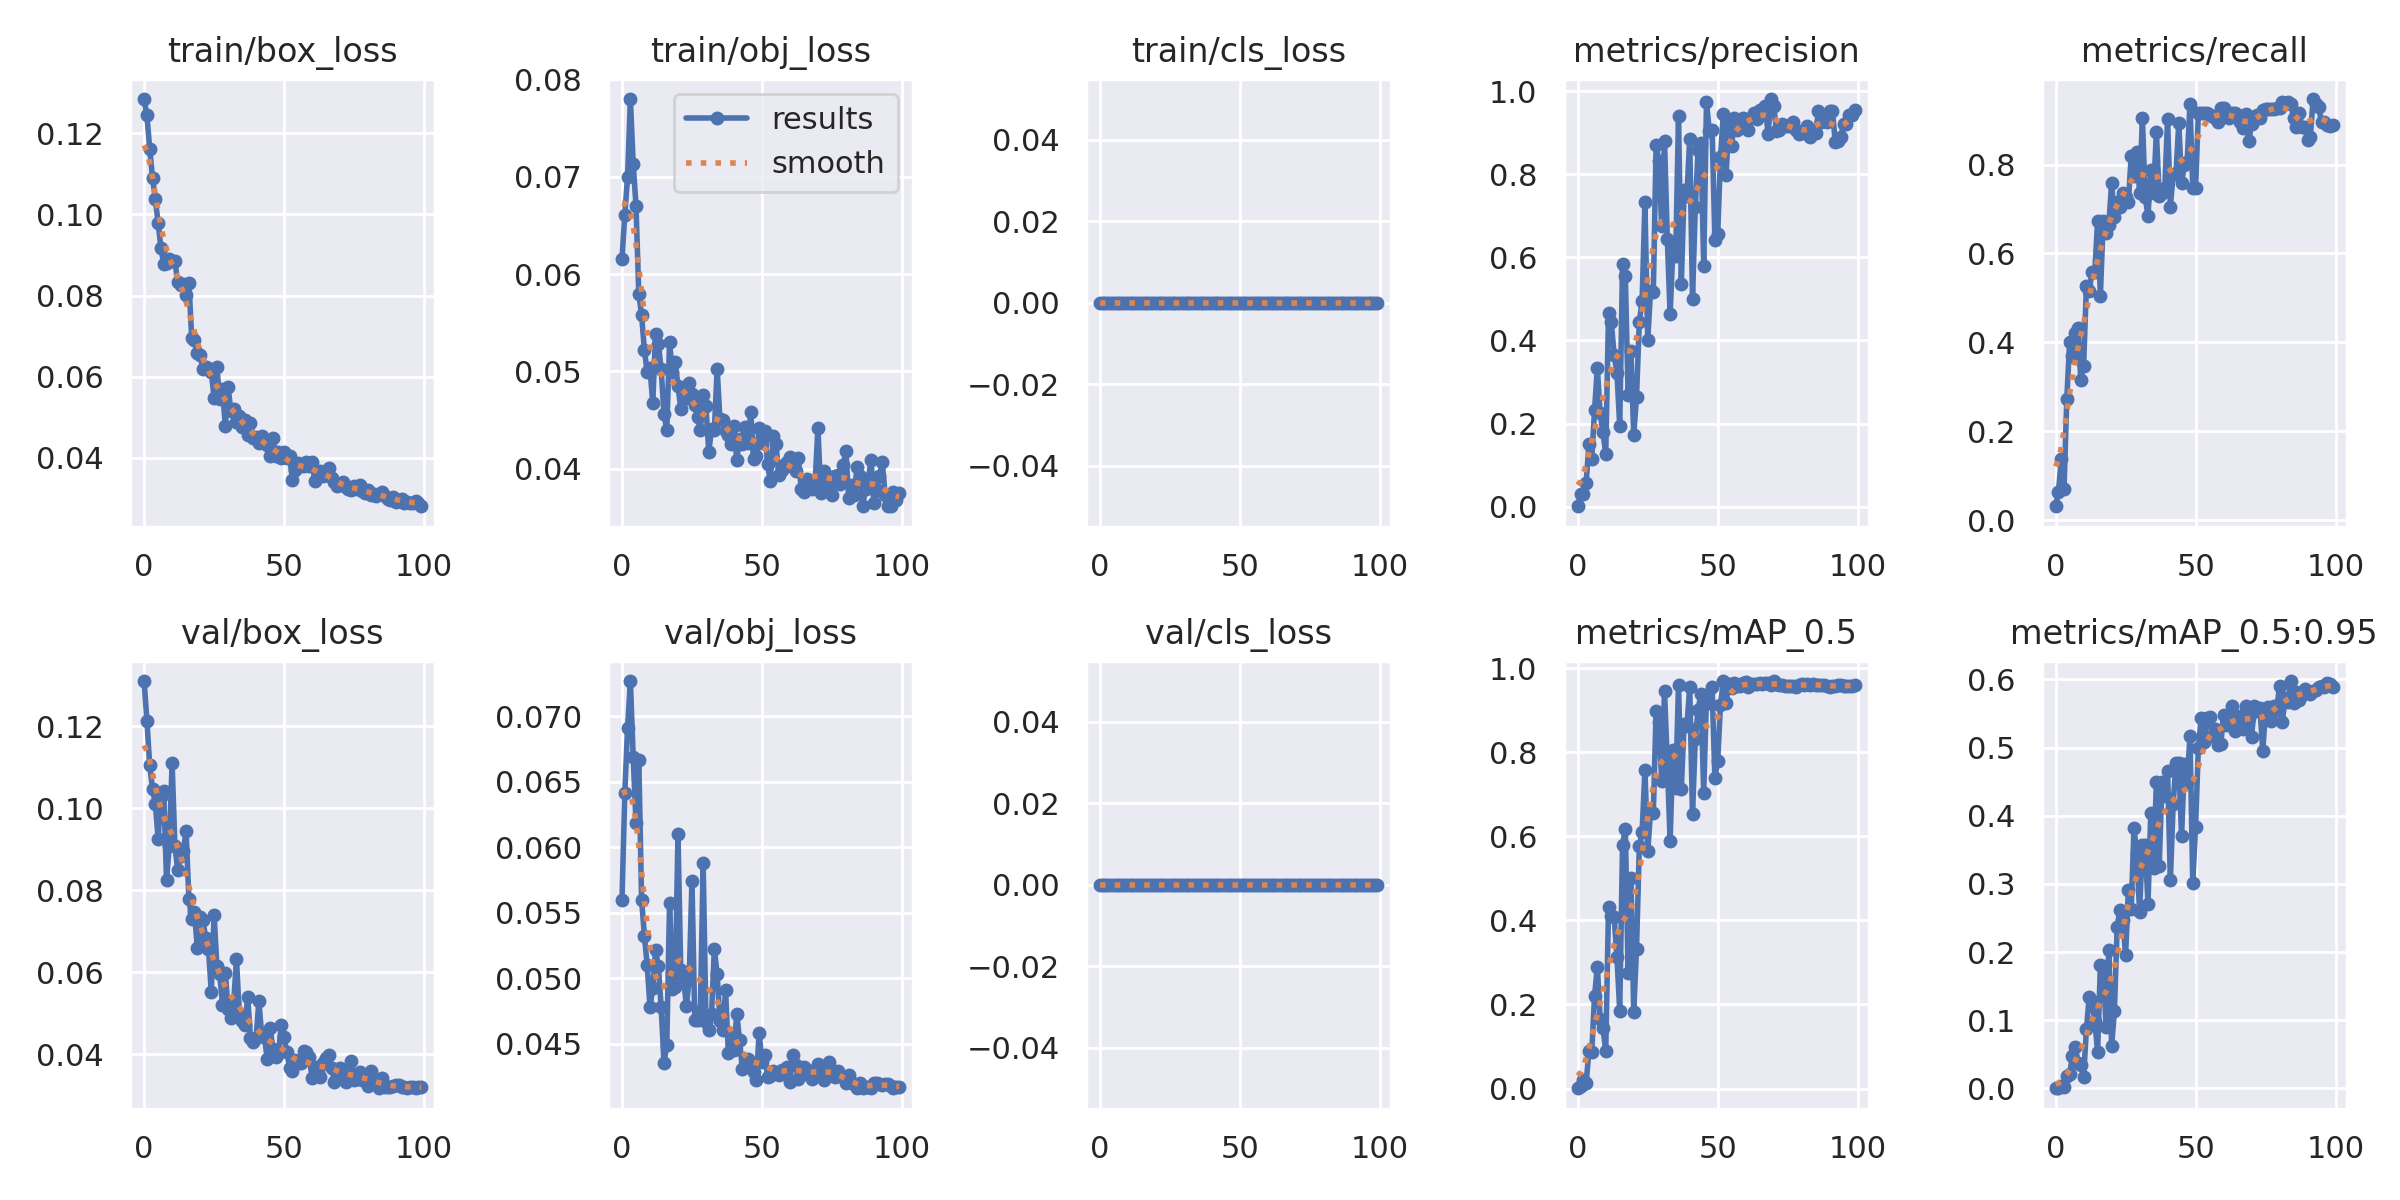 train/box_loss
0.12
0.10
0.08
0.06
0.04
0 50 100
train/obj_loss
0.08
0.07
0.06
0.05
0.04
results
smooth
0 50 100
train/cls_loss
0.04
0.02
0.00
−0.02
−0.04
0 50 100
metrics/precision
1.0
0.8
0.6
0.4
0.2
0.0
0 50 100
metrics/recall
0.8
0.6
0.4
0.2
0.0
0 50 100
val/box_loss
0.12
0.10
0.08
0.06
0.04
0 50 100
val/obj_loss
0.070
0.065
0.060
0.055
0.050
0.045
0 50 100
val/cls_loss
0.04
0.02
0.00
−0.02
−0.04
0 50 100
metrics/mAP_0.5
1.0
0.8
0.6
0.4
0.2
0.0
0 50 100
metrics/mAP_0.5:0.95
0.6
0.5
0.4
0.3
0.2
0.1
0.0
0 50 100